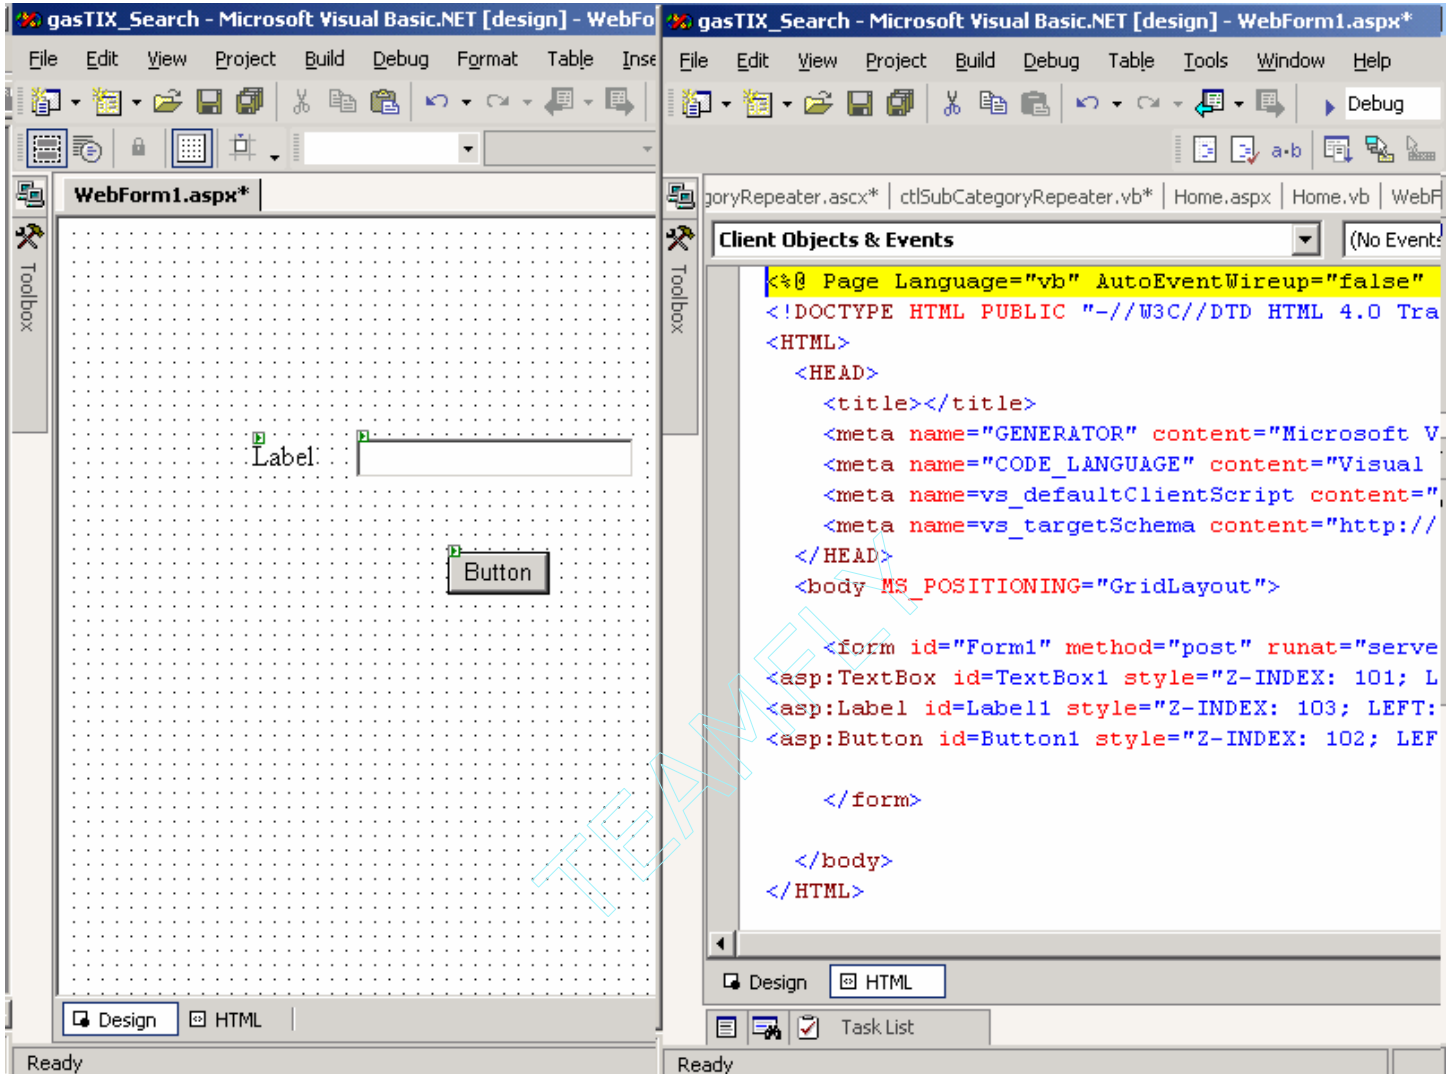 gasTIX_Search - Microsoft Visual Basic.NET [design] - WebFo
File Edit View Project Build Debug Format Table Inse
WebForm1.aspx*
Toolbox
Label
Button
Design HTML
Ready
gasTIX_Search - Microsoft Visual Basic.NET [design] - WebForm1.aspx*
File Edit View Project Build Debug Table Tools Window Help
Debug
a-b
goryRepeater.ascx* ctlSubCategoryRepeater.vb* Home.aspx Home.vb WebF
Toolbox
Client Objects & Events (No Events
<%@ Page Language="vb" AutoEventWireup="false"
<!DOCTYPE HTML PUBLIC "-//W3C//DTD HTML 4.0 Tra
<HTML>
<HEAD>
<title></title>
<meta name="GENERATOR" content="Microsoft V
<meta name="CODE_LANGUAGE" content="Visual
<meta name=vs_defaultClientScript content="
<meta name=vs_targetSchema content="http://
</HEAD>
<body MS_POSITIONING="GridLayout">
<form id="Form1" method="post" runat="serve
<asp:TextBox id=TextBox1 style="Z-INDEX: 101; L
<asp:Label id=Label1 style="Z-INDEX: 103; LEFT:
<asp:Button id=Button1 style="Z-INDEX: 102; LEF
</form>
</body>
</HTML>
Design HTML
Task List
Ready
TEAMFLY